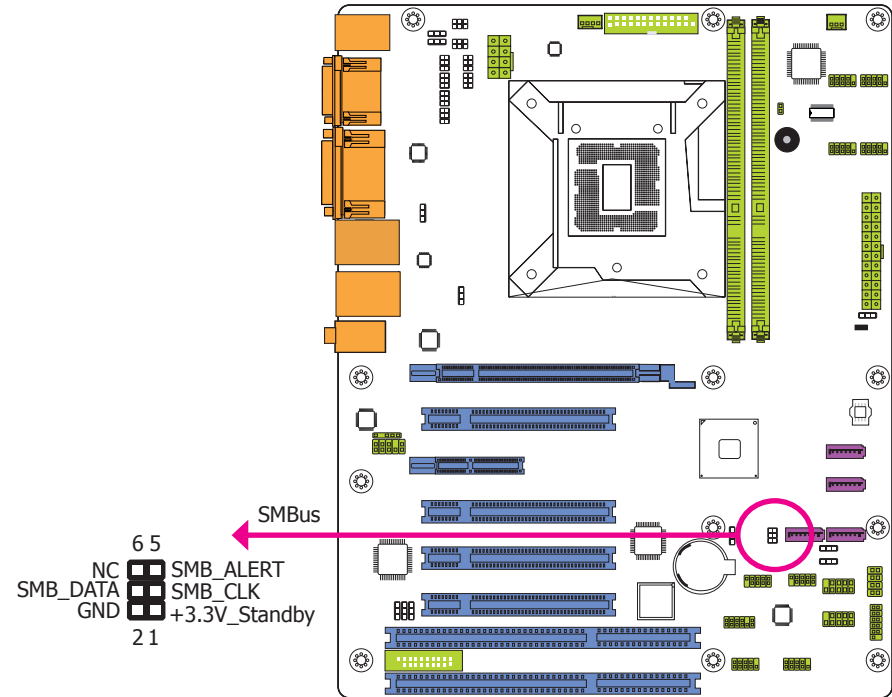 SMBus
6 5
NC SMB_ALERT
SMB_DATA SMB_CLK
GND +3.3V_Standby
2 1